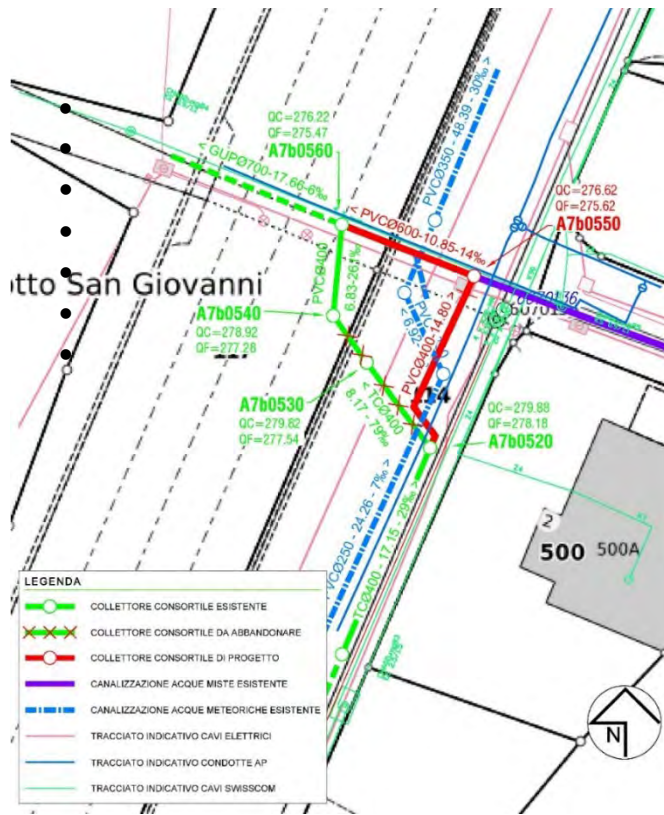 QC=276.22
QF=275.47
A7b0560
< GUPØ700-17.66-6‰
PVCØ350 - 48.39 - 30‰ >
< PVCØ600-10.85-14‰
QC=276.62
QF=275.62
A7b0550
tto San Giovanni
PVCØ400
6.83-261‰
A7b0540
QC=278.92
QF=277.28
PVCØ400-14.80 >
A7b0530
QC=279.82
QF=277.54
< TCØ400
8.17 - 79‰
QC=279.88
QF=278.18
A7b0520
PVCØ250 - 24.26 - 7‰ >
TCØ400 - 17.15 - 29‰ >
24
2
500
500A
LEGENDA
COLLETTORE CONSORTILE ESISTENTE
COLLETTORE CONSORTILE DA ABBANDONARE
COLLETTORE CONSORTILE DI PROGETTO
CANALIZZAZIONE ACQUE MISTE ESISTENTE
CANALIZZAZIONE ACQUE METEORICHE ESISTENTE
TRACCIATO INDICATIVO CAVI ELETTRICI
TRACCIATO INDICATIVO CONDOTTE AP
TRACCIATO INDICATIVO CAVI SWISSCOM
N